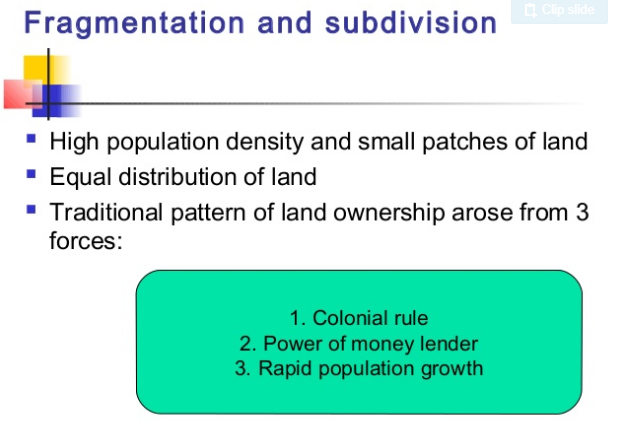 Fragmentation and subdivision
Clip slide
High population density and small patches of land
Equal distribution of land
Traditional pattern of land ownership arose from 3
forces:
1. Colonial rule
2. Power of money lender
3. Rapid population growth